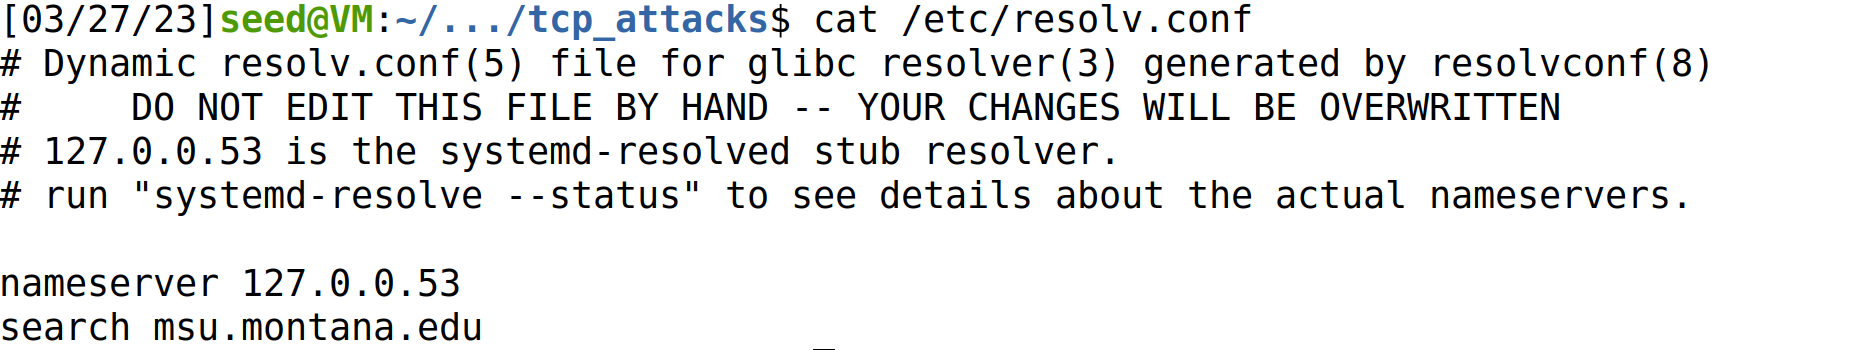 [03/27/23]seed@VM:~/.../tcp_attacks$ cat /etc/resolv.conf
# Dynamic resolv.conf(5) file for glibc resolver(3) generated by resolvconf(8)
#     DO NOT EDIT THIS FILE BY HAND -- YOUR CHANGES WILL BE OVERWRITTEN
# 127.0.0.53 is the systemd-resolved stub resolver.
# run "systemd-resolve --status" to see details about the actual nameservers.

nameserver 127.0.0.53
search msu.montana.edu